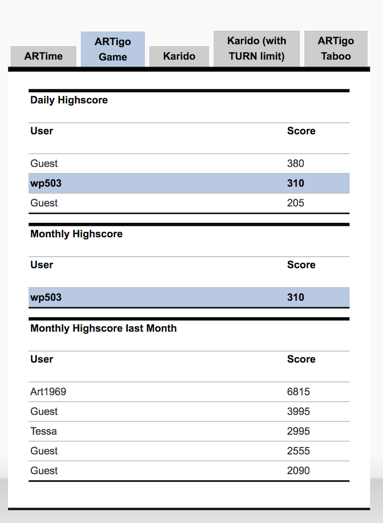 ARTime
ARTigo Game
Karido
Karido (with TURN limit)
ARTigo Taboo
Daily Highscore
User Score
Guest 380
wp503 310
Guest 205
Monthly Highscore
User Score
wp503 310
Monthly Highscore last Month
User Score
Art1969 6815
Guest 3995
Tessa 2995
Guest 2555
Guest 2090